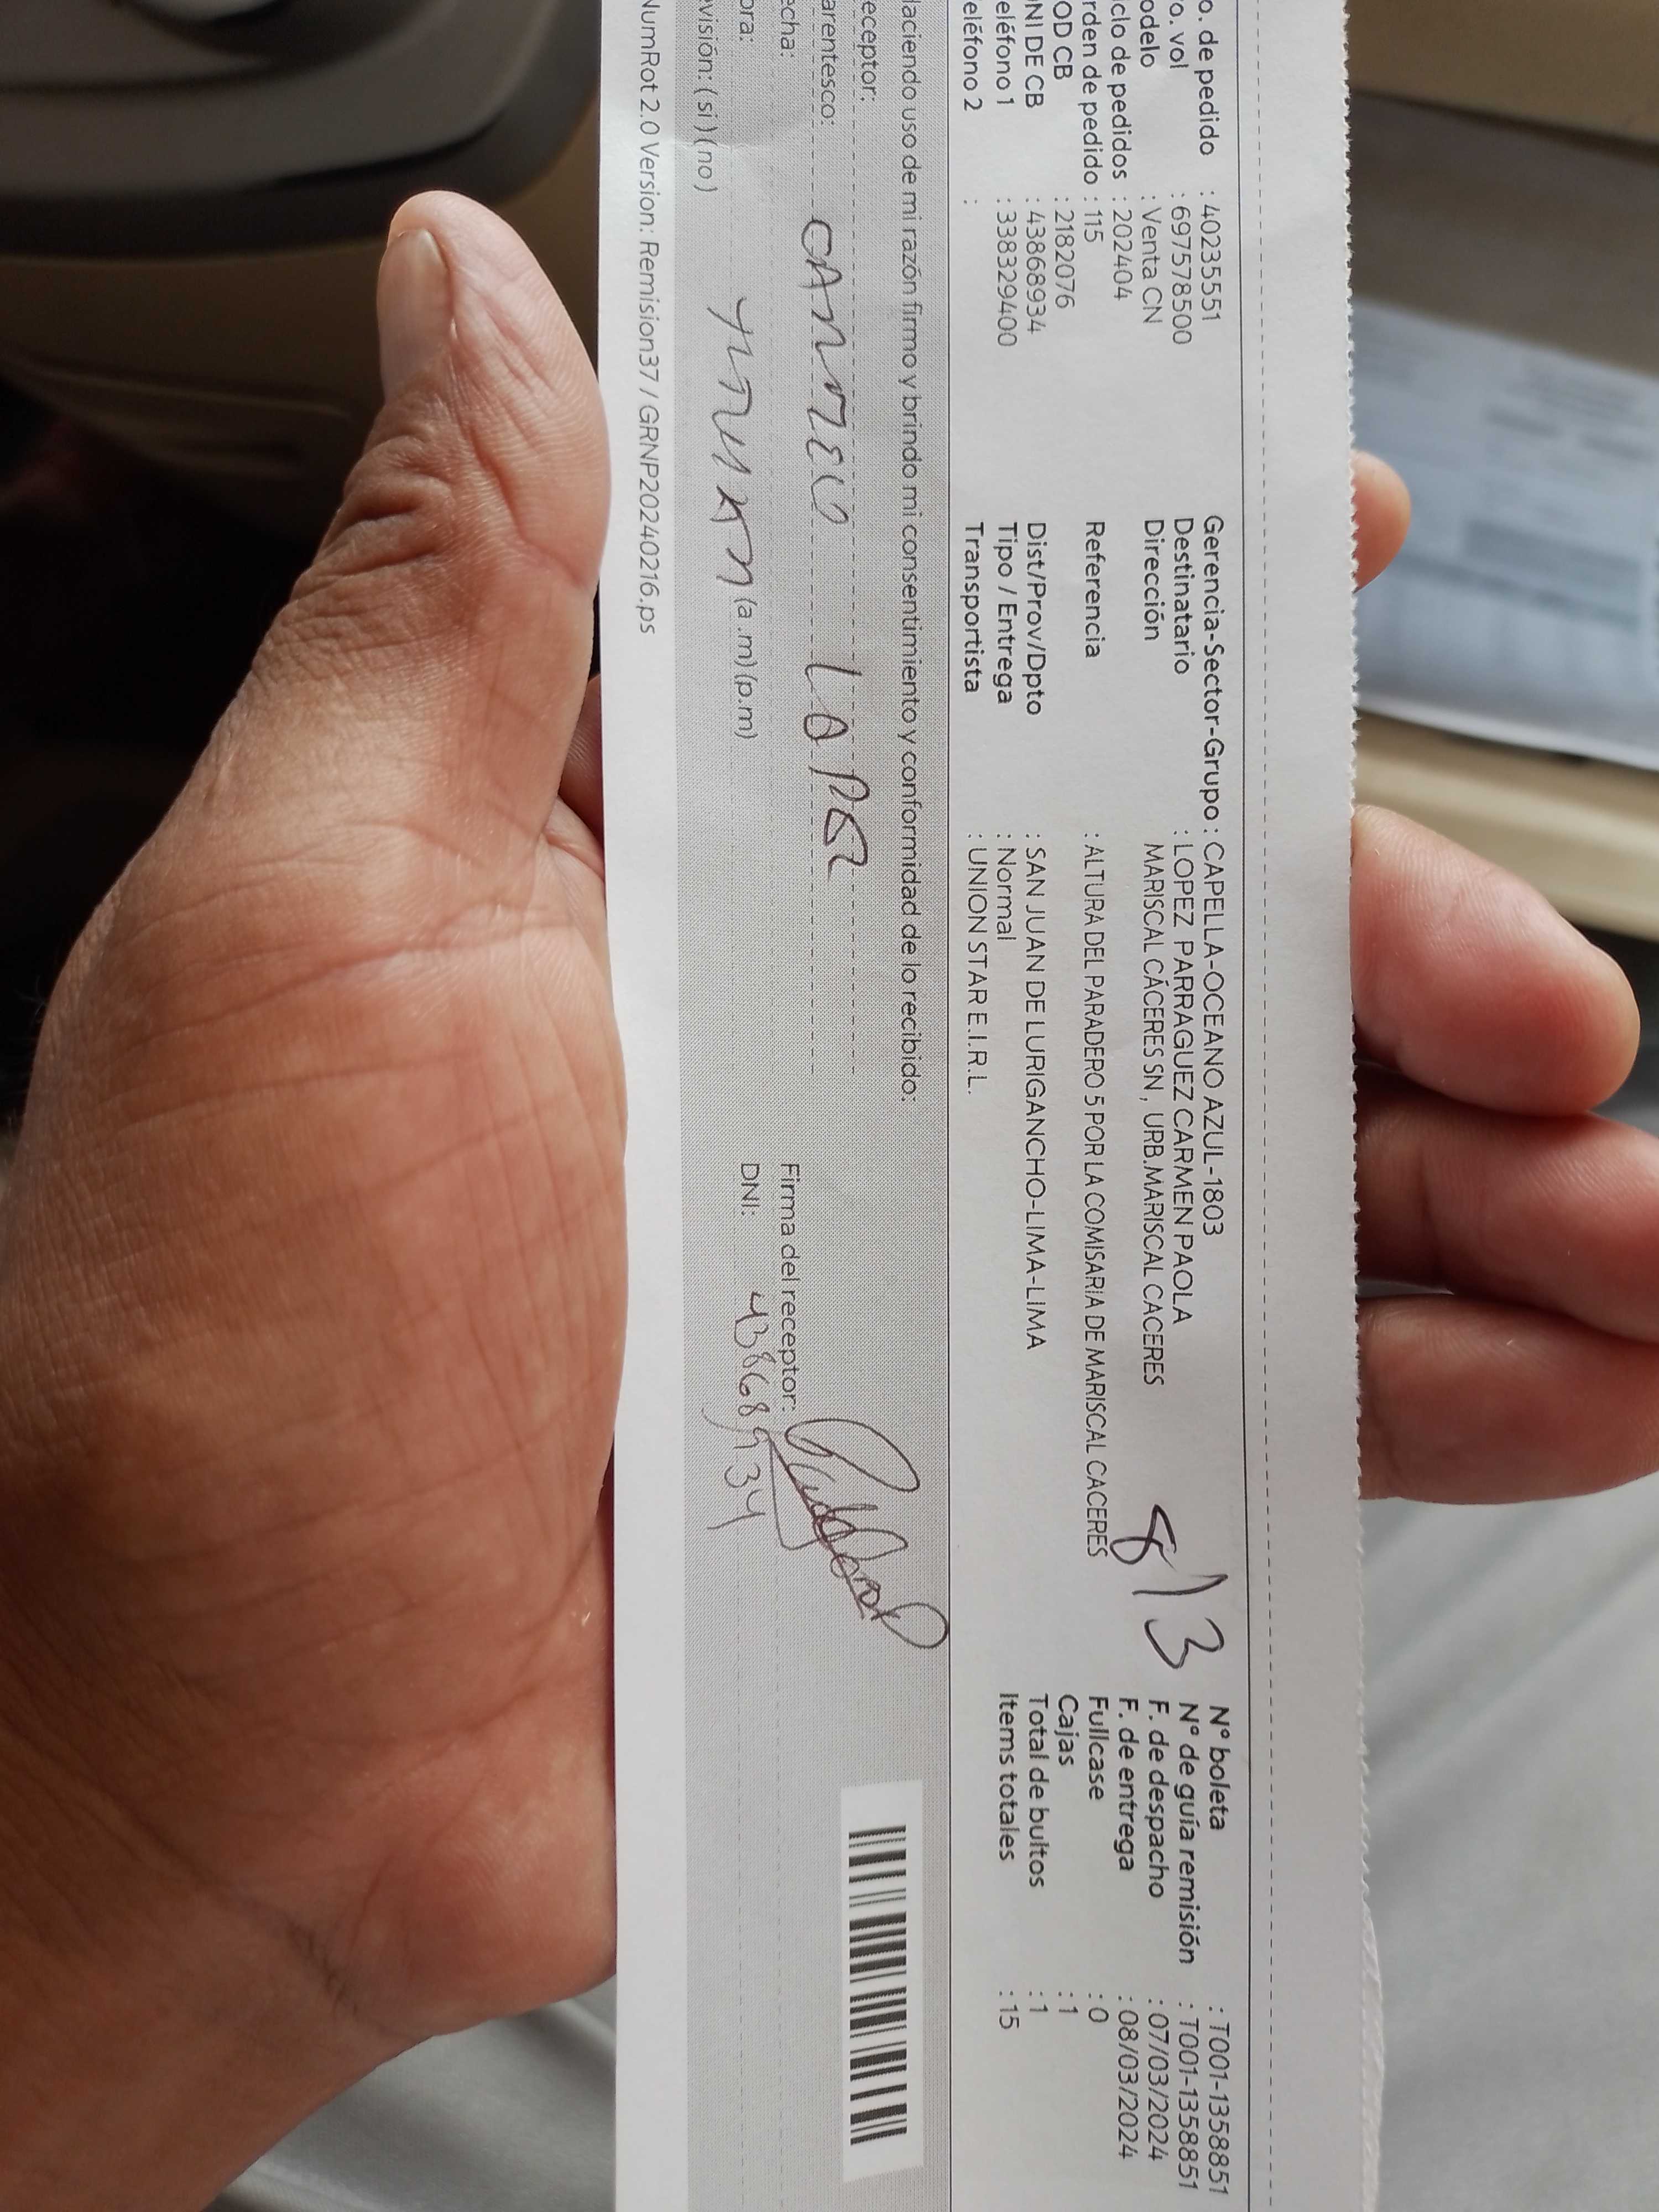 o. de pedido : 40235551 Gerencia-Sector-Grupo : CAPELLA-OCEANO AZUL-1803 N° boleta : T001-1358851
o. vol : 697578500 Destinatario : LOPEZ PARRAGUEZ CARMEN PAOLA N° de guía remisión : T001-1358851
odelo : Venta CN Dirección MARISCAL CÁCERES SN , URB.MARISCAL CACERES F. de despacho : 07/03/2024
iclo de pedidos : 202404 8/3 F. de entrega : 08/03/2024
rden de pedido : 115 Referencia : ALTURA DEL PARADERO 5 POR LA COMISARIA DE MARISCAL CACERES Fullcase : 0
OD CB : 2182076 Cajas : 1
NI DE CB : 43868934 Dist/Prov/Dpto : SAN JUAN DE LURIGANCHO-LIMA-LIMA Total de bultos : 1
eléfono 1 : 338329400 Tipo / Entrega : Normal Items totales : 15
eléfono 2 : Transportista : UNION STAR E.I.R.L.
aciendo uso de mi razón firmo y brindo mi consentimiento y conformidad de lo recibido:
eceptor:
arentesco:
echa: Firma del receptor:
ora: (a.m) (p.m) DNI: 43868934
evisión: (si) (no)
NumRot 2.0 Version: Remision37 / GRNP20240216.ps